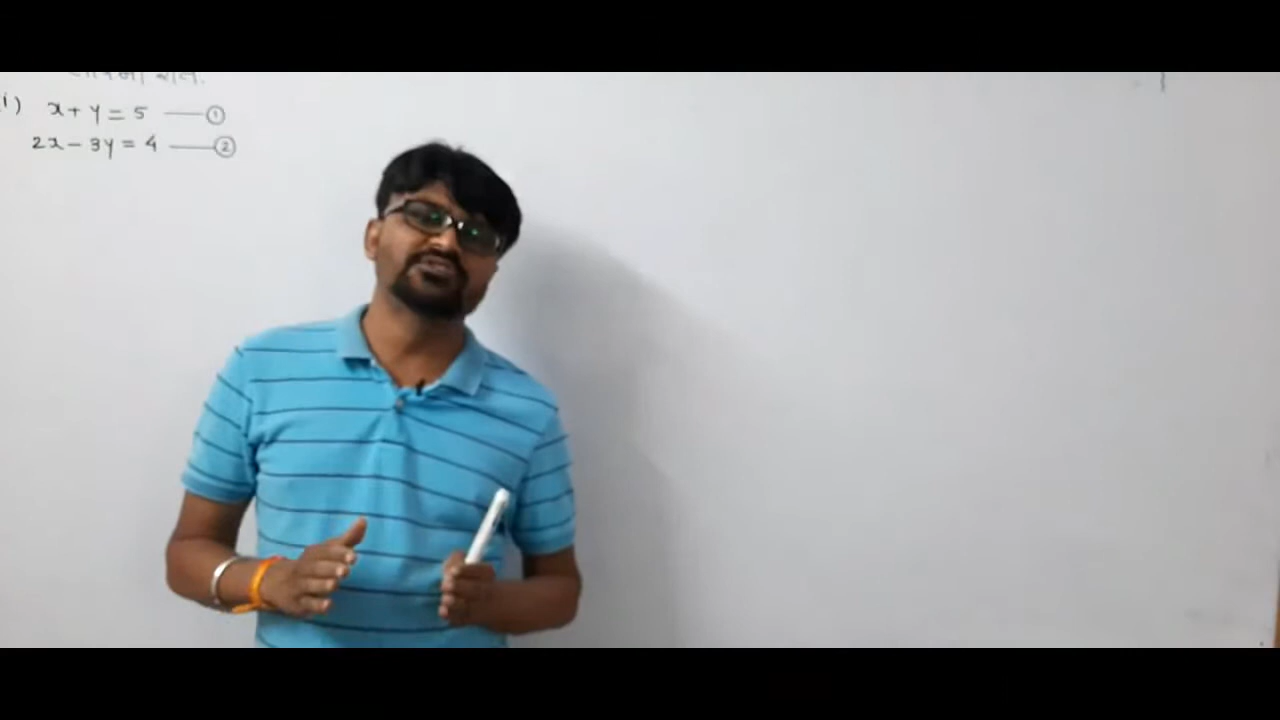 i) x + y = 5 —— ①
2x - 3y = 4 —— ②